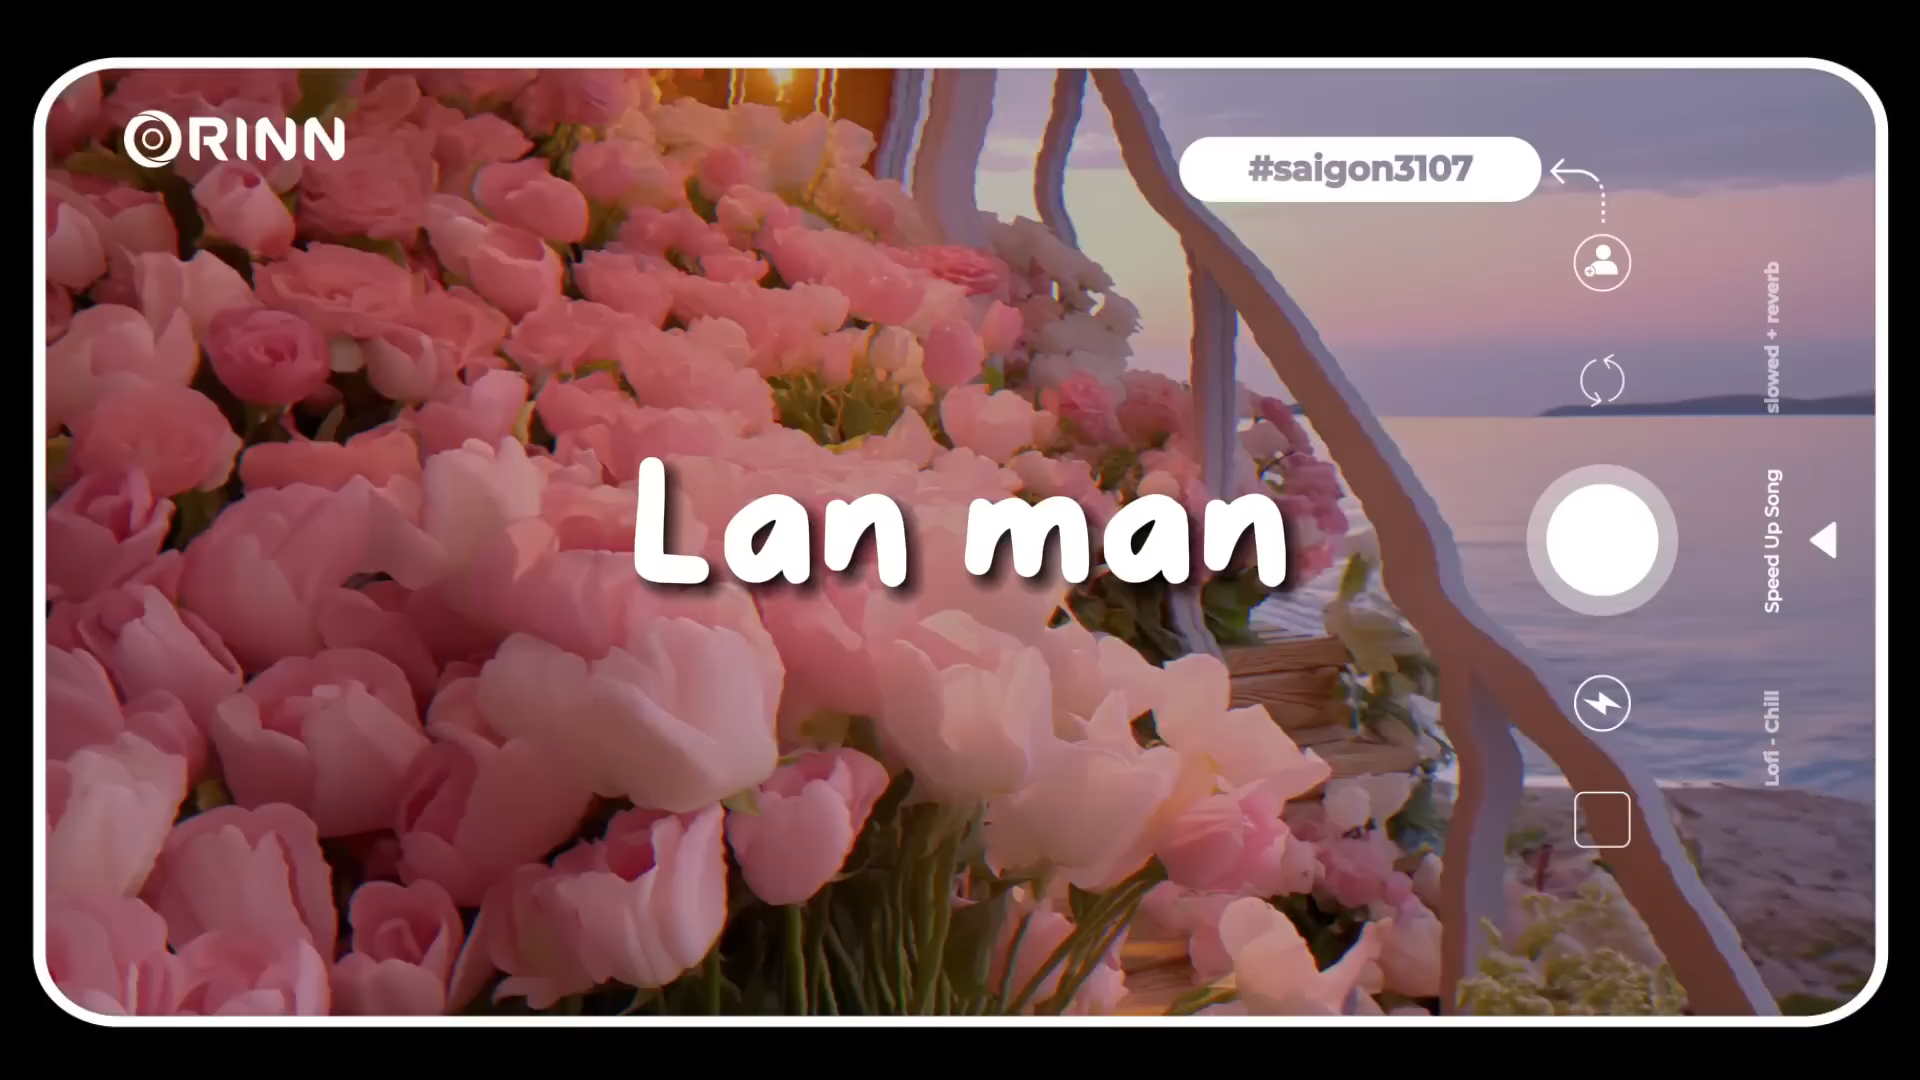 ORINN
#saigon3107
slowed + reverb
Lan man
Speed Up Song
Lofi - Chill